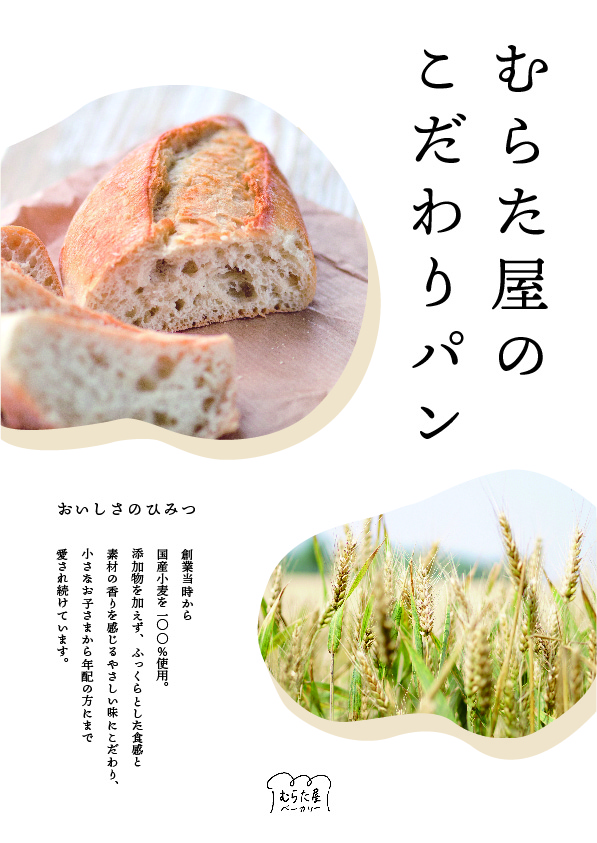 むらた屋の
こだわりパン
おいしさのひみつ
創業当時から
国産小麦を一〇〇％使用。
添加物を加えず、ふっくらとした食感と
素材の香りを感じるやさしい味にこだわり、
小さなお子さまから年配の方にまで
愛され続けています。
むらた屋
ベーカリー